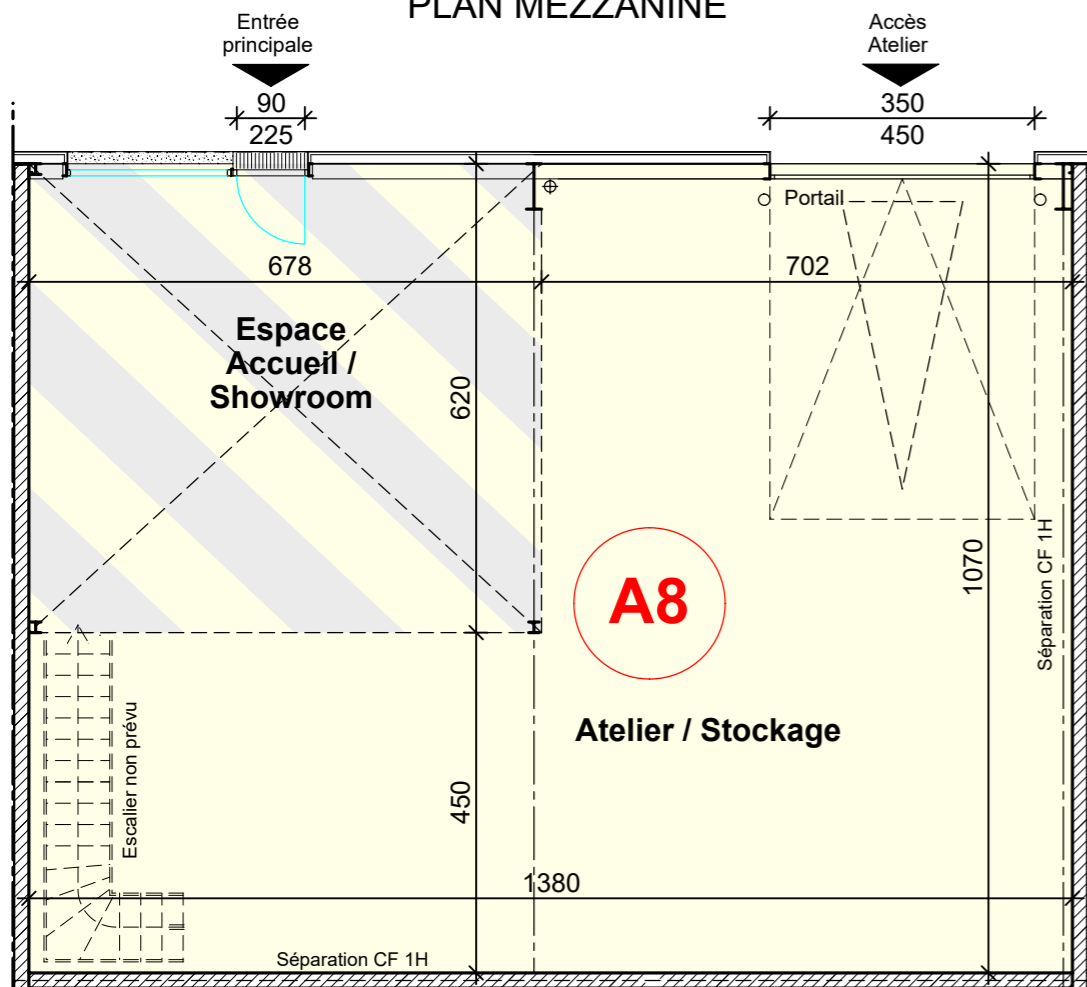 PLAN MEZZANINE
Entrée
principale
Accès
Atelier
90
225
350
450
Portail
678
702
Espace
Accueil /
Showroom
620
1070
Séparation CF 1H
A8
Atelier / Stockage
Escalier non prévu
450
1380
Séparation CF 1H